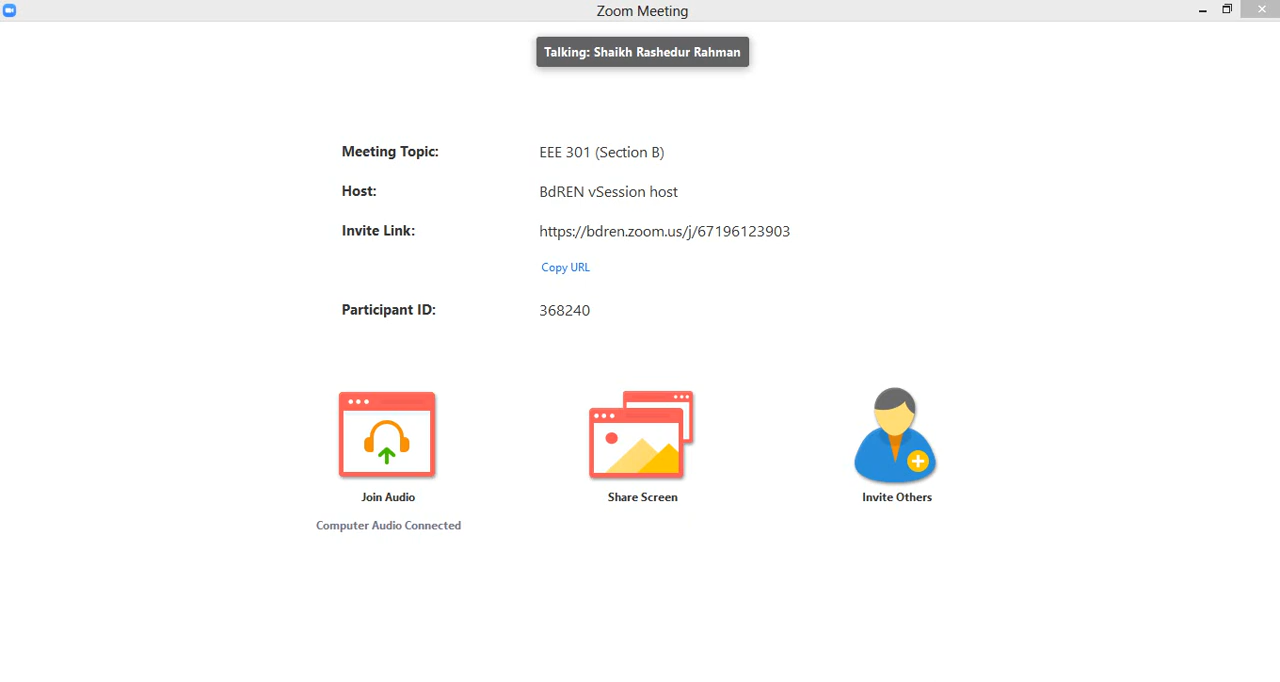 Zoom Meeting
Talking: Shaikh Rashedur Rahman
Meeting Topic: EEE 301 (Section B)
Host: BdREN vSession host
Invite Link: https://bdren.zoom.us/j/67196123903
Copy URL
Participant ID: 368240
Join Audio Share Screen Invite Others
Computer Audio Connected